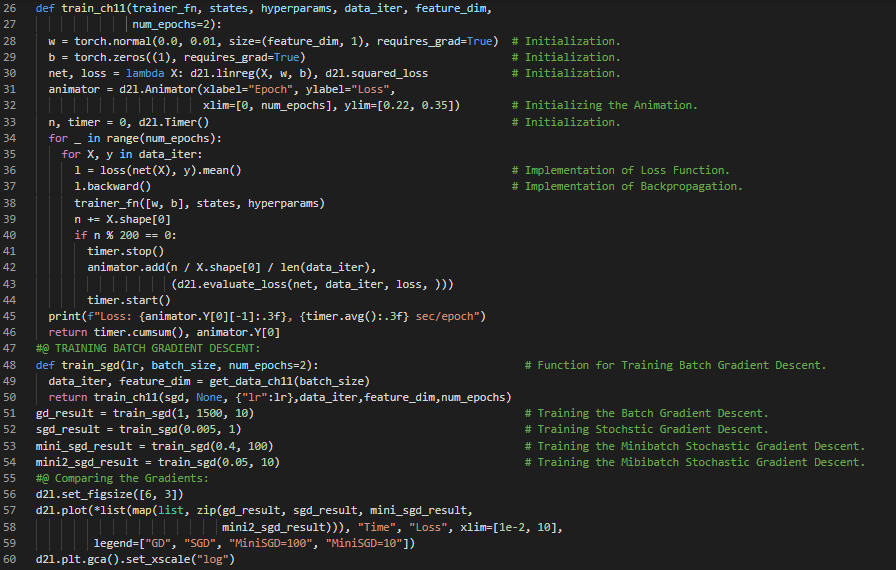 26 def train_ch11(trainer_fn, states, hyperparams, data_iter, feature_dim,
27 num_epochs=2):
28 w = torch.normal(0.0, 0.01, size=(feature_dim, 1), requires_grad=True) # Initialization.
29 b = torch.zeros((1), requires_grad=True) # Initialization.
30 net, loss = lambda X: d2l.linreg(X, w, b), d2l.squared_loss # Initialization.
31 animator = d2l.Animator(xlabel="Epoch", ylabel="Loss",
32 xlim=[0, num_epochs], ylim=[0.22, 0.35]) # Initializing the Animation.
33 n, timer = 0, d2l.Timer() # Initialization.
34 for _ in range(num_epochs):
35 for X, y in data_iter:
36 l = loss(net(X), y).mean() # Implementation of Loss Function.
37 l.backward() # Implementation of Backpropagation.
38 trainer_fn([w, b], states, hyperparams)
39 n += X.shape[0]
40 if n % 200 == 0:
41 timer.stop()
42 animator.add(n / X.shape[0] / len(data_iter),
43 (d2l.evaluate_loss(net, data_iter, loss, )))
44 timer.start()
45 print(f"Loss: {animator.Y[0][-1]:.3f}, {timer.avg():.3f} sec/epoch")
46 return timer.cumsum(), animator.Y[0]
47 #@ TRAINING BATCH GRADIENT DESCENT:
48 def train_sgd(lr, batch_size, num_epochs=2): # Function for Training Batch Gradient Descent.
49 data_iter, feature_dim = get_data_ch11(batch_size)
50 return train_ch11(sgd, None, {"lr":lr},data_iter,feature_dim,num_epochs)
51 gd_result = train_sgd(1, 1500, 10) # Training the Batch Gradient Descent.
52 sgd_result = train_sgd(0.005, 1) # Training Stochstic Gradient Descent.
53 mini_sgd_result = train_sgd(0.4, 100) # Training the Minibatch Stochastic Gradient Descent.
54 mini2_sgd_result = train_sgd(0.05, 10) # Training the Mibibatch Stochastic Gradient Descent.
55 #@ Comparing the Gradients:
56 d2l.set_figsize([6, 3])
57 d2l.plot(*list(map(list, zip(gd_result, sgd_result, mini_sgd_result,
58 mini2_sgd_result))), "Time", "Loss", xlim=[1e-2, 10],
59 legend=["GD", "SGD", "MiniSGD=100", "MiniSGD=10"])
60 d2l.plt.gca().set_xscale("log")